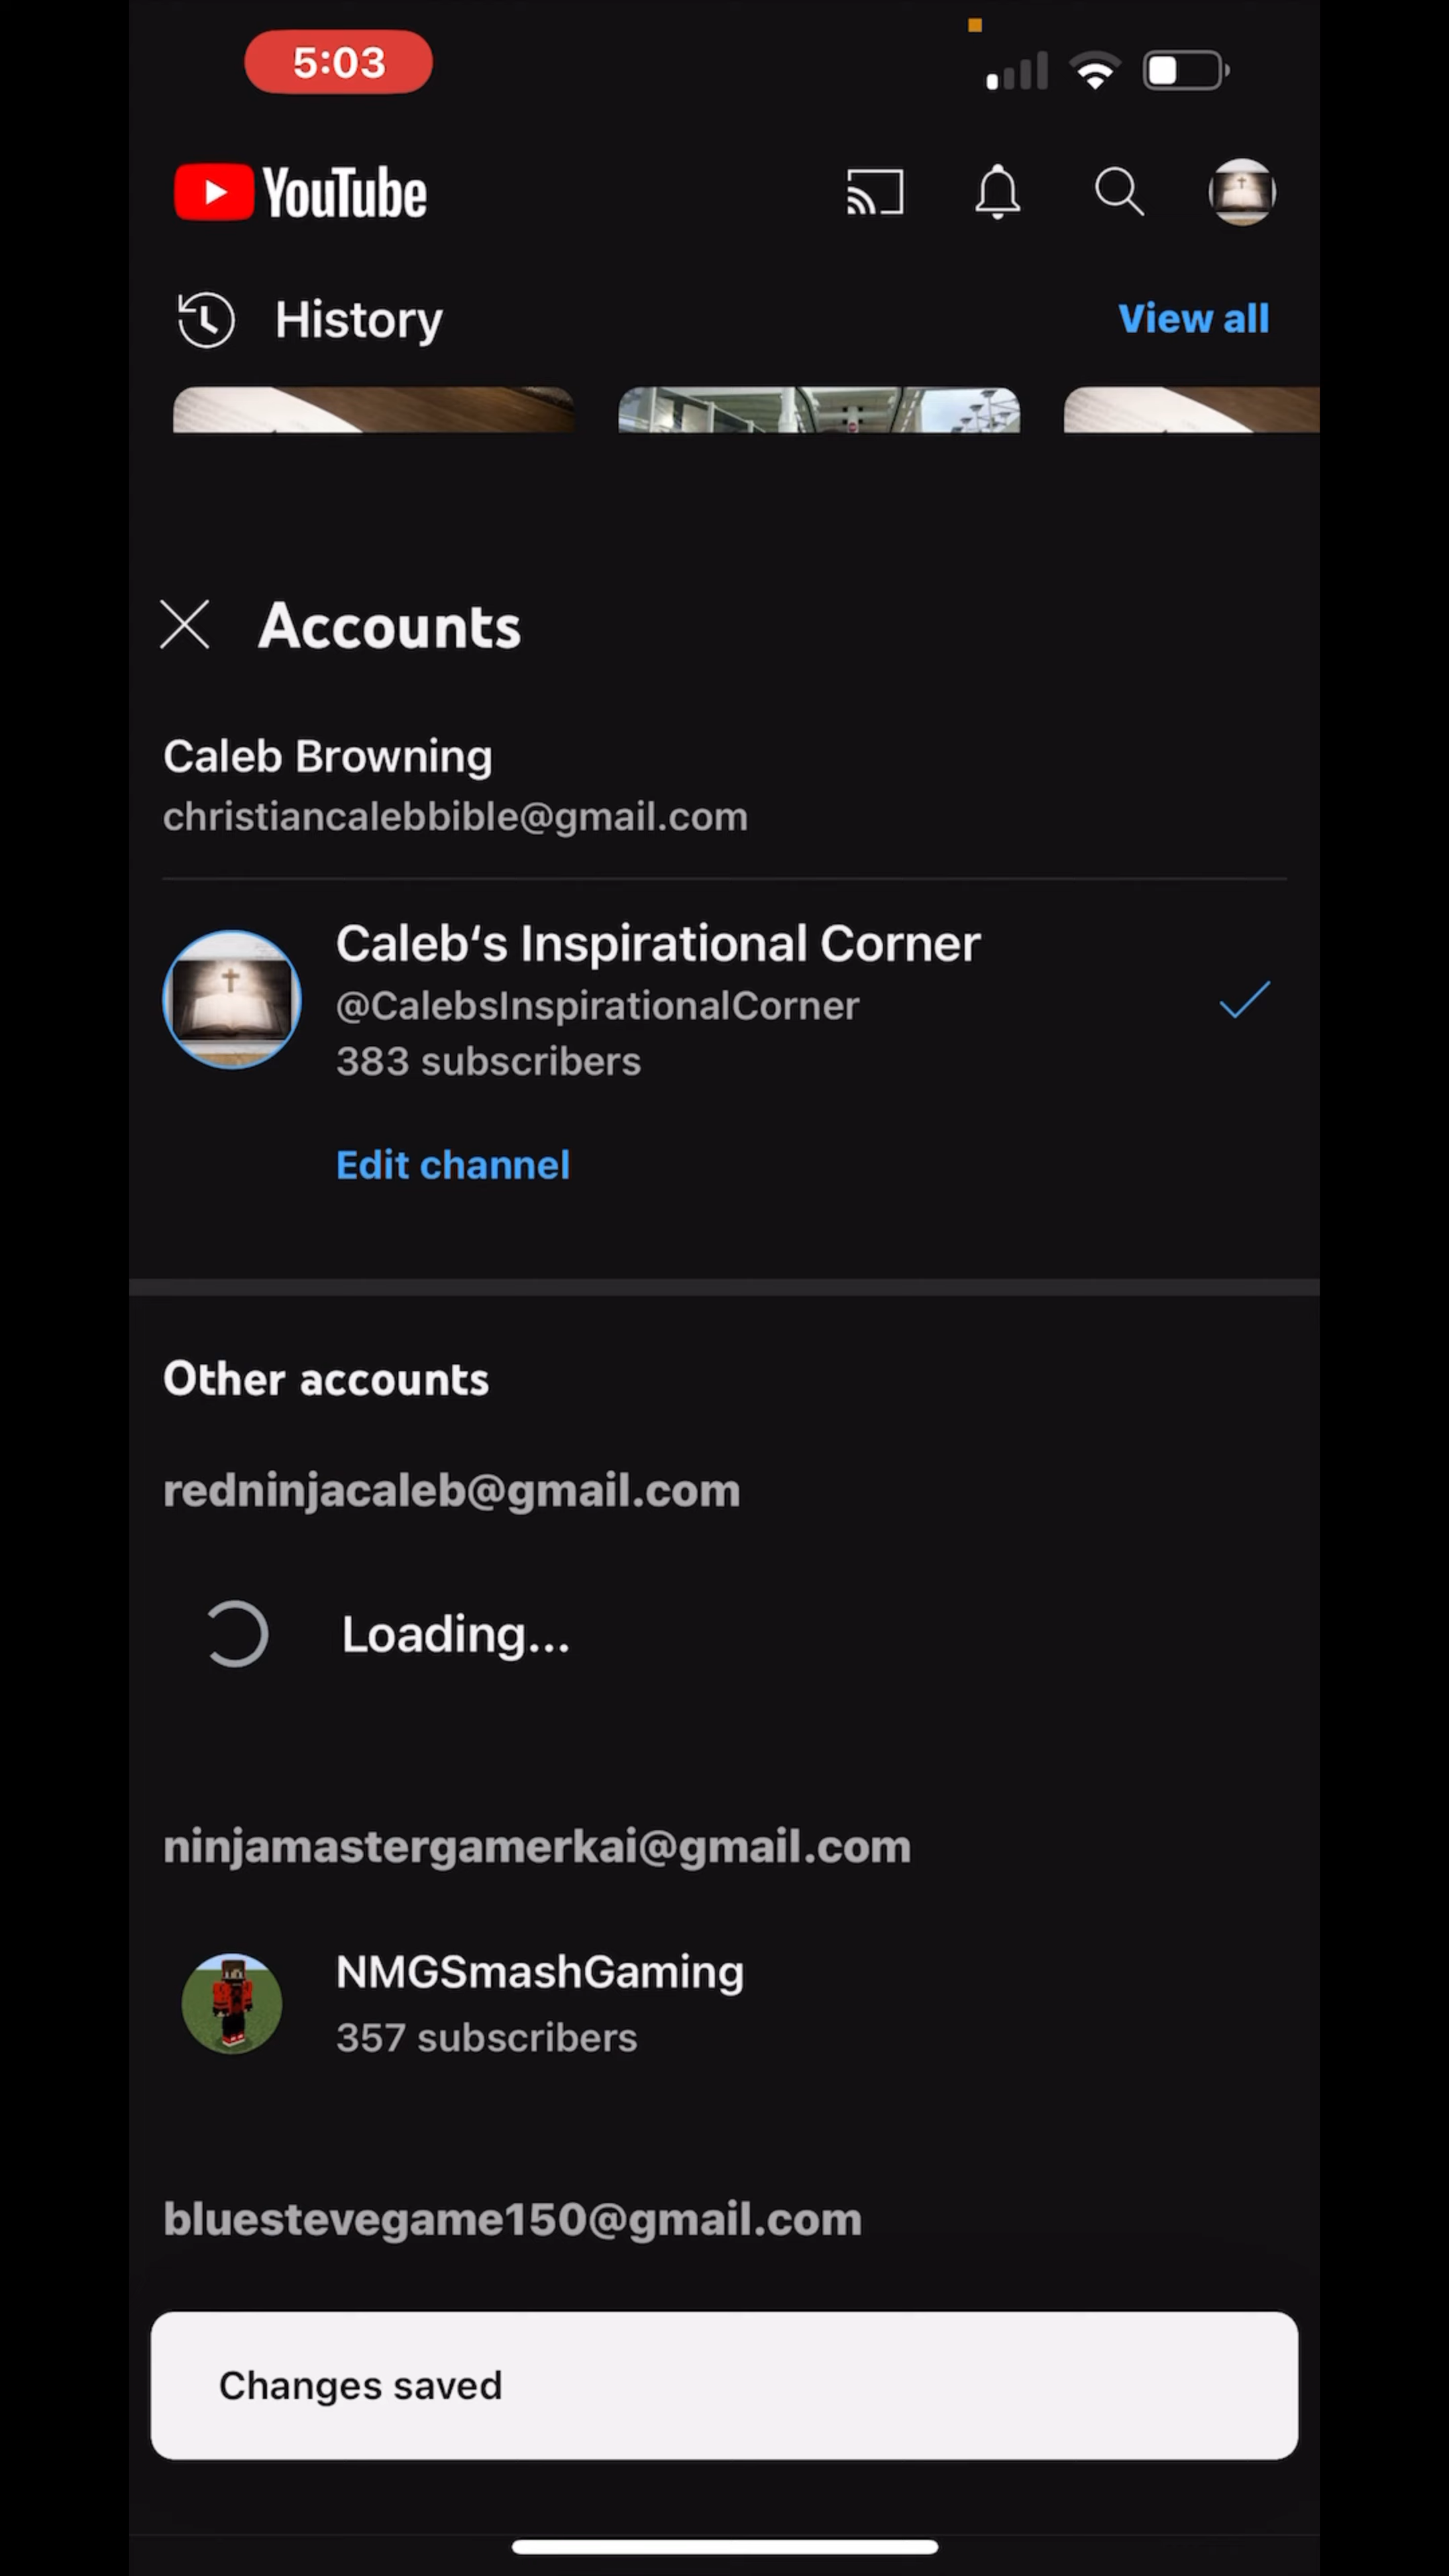 5:03
YouTube
History
View all
Accounts
Caleb Browning
christiancalebbible@gmail.com
Caleb‘s Inspirational Corner
@CalebsInspirationalCorner
383 subscribers
Edit channel
Other accounts
redninjacaleb@gmail.com
Loading...
ninjamastergamerkai@gmail.com
NMGSmashGaming
357 subscribers
bluestevegame150@gmail.com
Changes saved